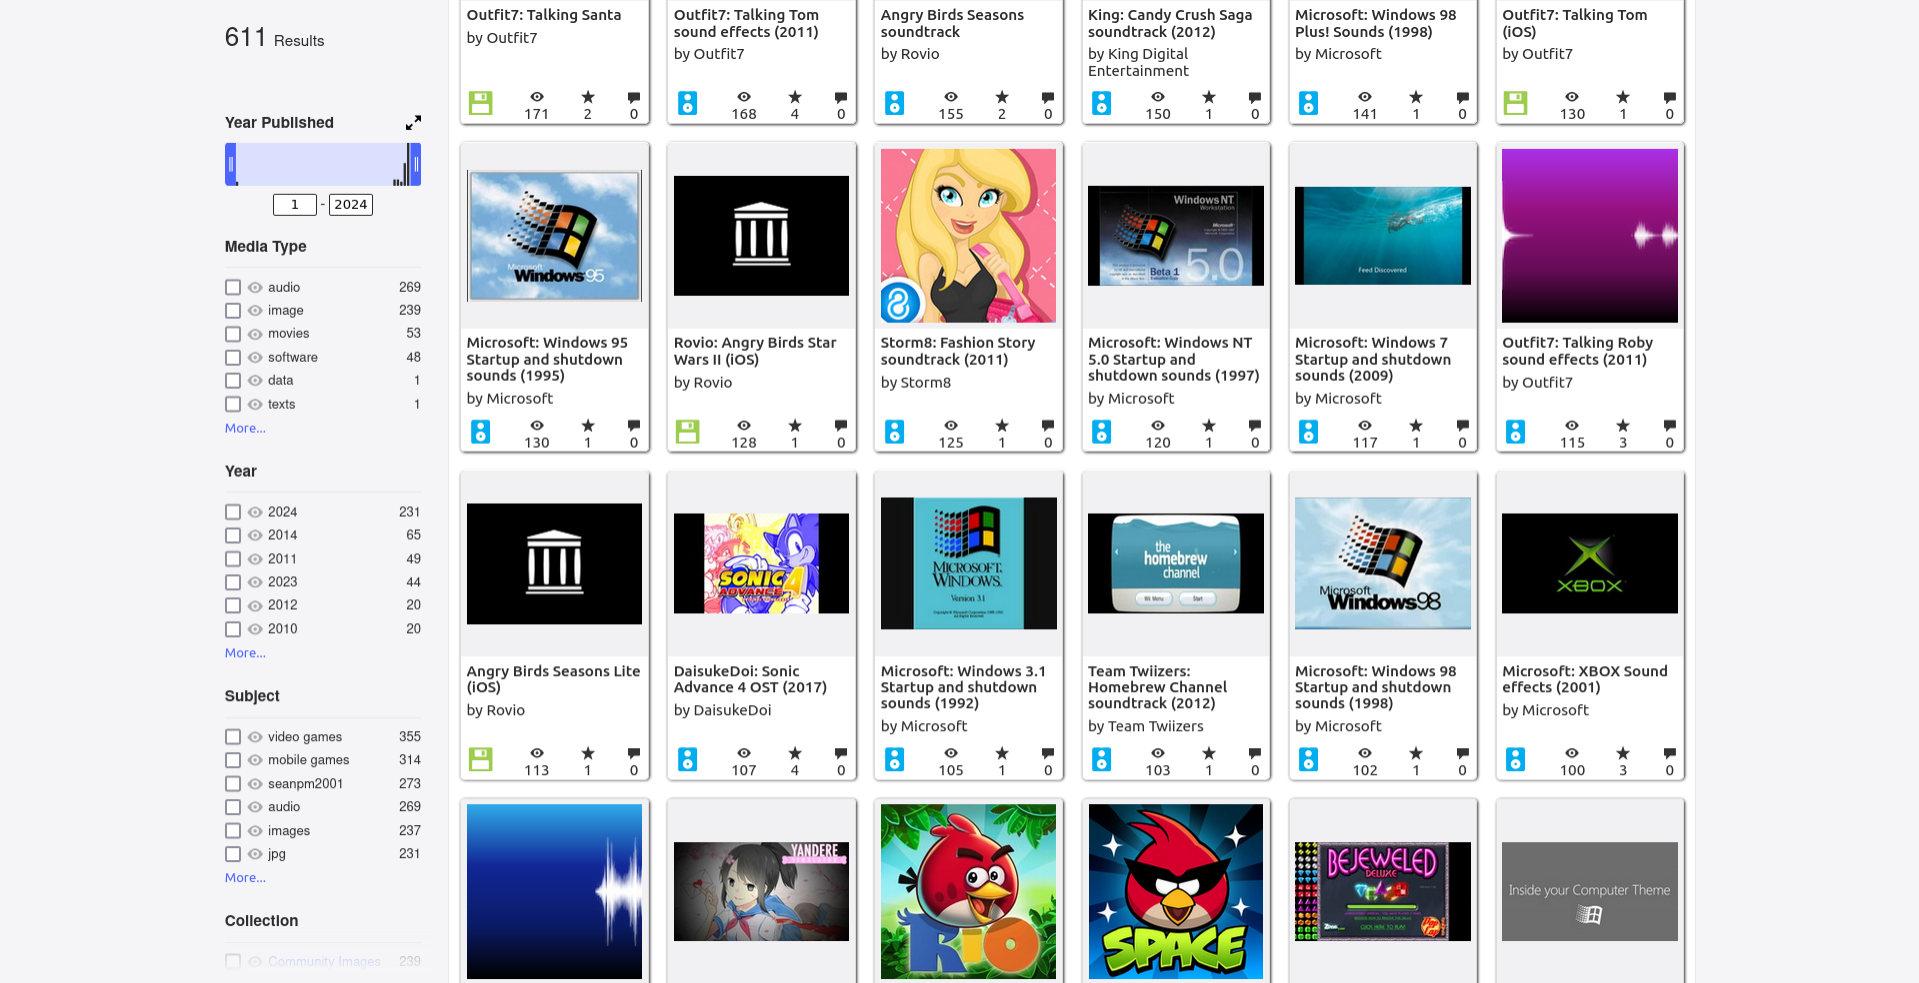 611 Results
Year Published
1 - 2024
Media Type
audio 269
image 239
movies 53
software 48
data 1
texts 1
More...
Year
2024 231
2014 65
2011 49
2023 44
2012 20
2010 20
More...
Subject
video games 355
mobile games 314
seanpm2001 273
audio 269
images 237
jpg 231
More...
Collection
Community Images 239
Outfit7: Talking Santa
by Outfit7
171 2 0
Outfit7: Talking Tom
sound effects (2011)
by Outfit7
168 4 0
Angry Birds Seasons
soundtrack
by Rovio
155 2 0
King: Candy Crush Saga
soundtrack (2012)
by King Digital
Entertainment
150 1 0
Microsoft: Windows 98
Plus! Sounds (1998)
by Microsoft
141 1 0
Outfit7: Talking Tom
(iOS)
by Outfit7
130 1 0
Microsoft
Windows 95
Microsoft: Windows 95
Startup and shutdown
sounds (1995)
by Microsoft
130 1 0
Rovio: Angry Birds Star
Wars II (iOS)
by Rovio
128 1 0
Storm8: Fashion Story
soundtrack (2011)
by Storm8
125 1 0
Windows NT
Workstation
Microsoft
Beta 1
5.0
Microsoft: Windows NT
5.0 Startup and
shutdown sounds (1997)
by Microsoft
120 1 0
Feed Discovered
Microsoft: Windows 7
Startup and shutdown
sounds (2009)
by Microsoft
117 1 0
Outfit7: Talking Roby
sound effects (2011)
by Outfit7
115 3 0
Angry Birds Seasons Lite
(iOS)
by Rovio
113 1 0
SONIC
ADVANCE 4
DaisukeDoi: Sonic
Advance 4 OST (2017)
by DaisukeDoi
107 4 0
MICROSOFT
WINDOWS
Version 3.1
Microsoft: Windows 3.1
Startup and shutdown
sounds (1992)
by Microsoft
105 1 0
the
homebrew
channel
Wii Menu
Start
Team Twiizers:
Homebrew Channel
soundtrack (2012)
by Team Twiizers
103 1 0
Microsoft
Windows98
Microsoft: Windows 98
Startup and shutdown
sounds (1998)
by Microsoft
102 1 0
XBOX
Microsoft: XBOX Sound
effects (2001)
by Microsoft
100 3 0
YANDERE
RIO
SPACE
BEJEWELED
DELUXE
CLICK HERE TO PLAY!
Inside your Computer Theme